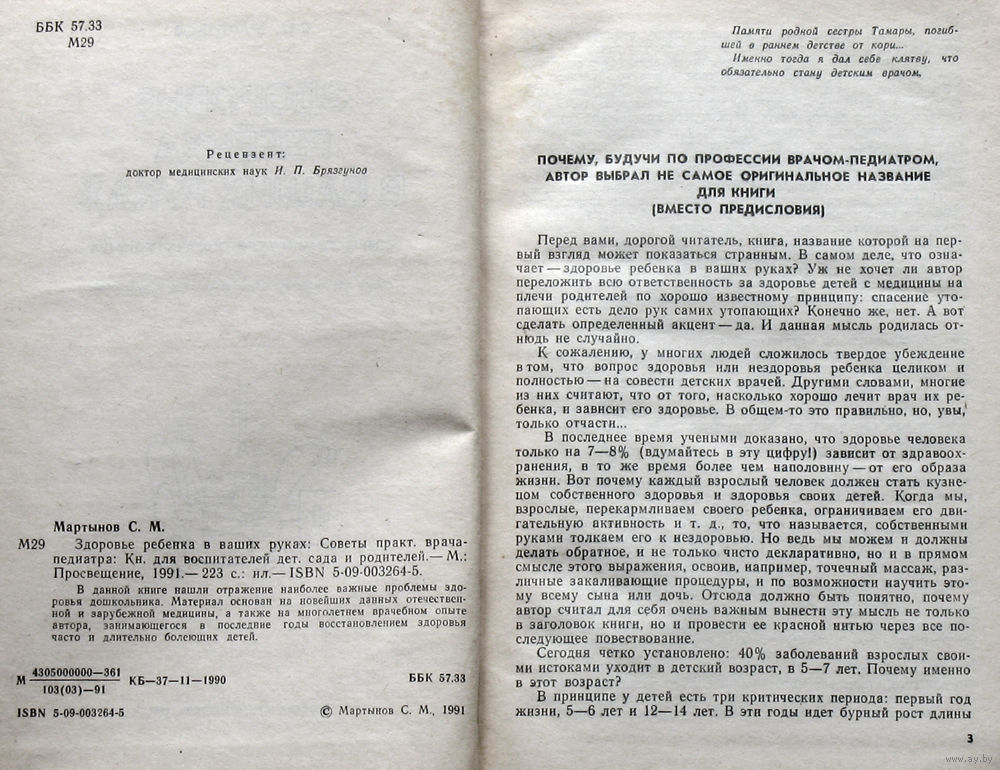 ББК 57.33
М29
Рецензент:
доктор медицинских наук И. П. Брязгунов
Мартынов С. М.
М29 Здоровье ребенка в ваших руках: Советы практ. врача-
педиатра: Кн. для воспитателей дет. сада и родителей.— М.:
Просвещение, 1991.— 223 с.: ил.— ISBN 5-09-003264-5.
В данной книге нашли отражение наиболее важные проблемы здо-
ровья дошкольника. Материал основан на новейших данных отечествен-
ной и зарубежной медицины, а также на многолетнем врачебном опыте
автора, занимающегося в последние годы восстановлением здоровья
часто и длительно болеющих детей.
М 4305000000—361
103(03)—91 КБ—37—11—1990
ББК 57.33
ISBN 5-09-003264-5
© Мартынов С. М., 1991
Памяти родной сестры Тамары, погиб-
шей в раннем детстве от кори...
Именно тогда я дал себе клятву, что
обязательно стану детским врачом.
ПОЧЕМУ, БУДУЧИ ПО ПРОФЕССИИ ВРАЧОМ-ПЕДИАТРОМ,
АВТОР ВЫБРАЛ НЕ САМОЕ ОРИГИНАЛЬНОЕ НАЗВАНИЕ
ДЛЯ КНИГИ
(ВМЕСТО ПРЕДИСЛОВИЯ)
Перед вами, дорогой читатель, книга, название которой на пер-
вый взгляд может показаться странным. В самом деле, что озна-
чает — здоровье ребенка в ваших руках? Уж не хочет ли автор
переложить всю ответственность за здоровье детей с медицины на
плечи родителей по хорошо известному принципу: спасение уто-
пающих есть дело рук самих утопающих? Конечно же, нет. А вот
сделать определенный акцент — да. И данная мысль родилась от-
нюдь не случайно.
К сожалению, у многих людей сложилось твердое убеждение
в том, что вопрос здоровья или нездоровья ребенка целиком и
полностью — на совести детских врачей. Другими словами, многие
из них считают, что от того, насколько хорошо лечит врач их ре-
бенка, и зависит его здоровье. В общем-то это правильно, но, увы,
только отчасти...
В последнее время учеными доказано, что здоровье человека
только на 7—8% (вдумайтесь в эту цифру!) зависит от здравоох-
ранения, в то же время более чем наполовину — от его образа
жизни. Вот почему каждый взрослый человек должен стать кузне-
цом собственного здоровья и здоровья своих детей. Когда мы,
взрослые, перекармливаем своего ребенка, ограничиваем его дви-
гательную активность и т. д., то, что называется, собственными
руками толкаем его к нездоровью. Но ведь мы можем и должны
делать обратное, и не только чисто декларативно, но и в прямом
смысле этого выражения, освоив, например, точечный массаж, раз-
личные закаливающие процедуры, и по возможности научить это-
му всему сына или дочь. Отсюда должно быть понятно, почему
автор считал для себя очень важным вынести эту мысль не только
в заголовок книги, но и провести ее красной нитью через все по-
следующее повествование.
Сегодня четко установлено: 40% заболеваний взрослых свои-
ми истоками уходит в детский возраст, в 5—7 лет. Почему именно
в этот возраст?
В принципе у детей есть три критических периода: первый год
жизни, 5—6 лет и 12—14 лет. В эти годы идет бурный рост длины
3
www.ay.by